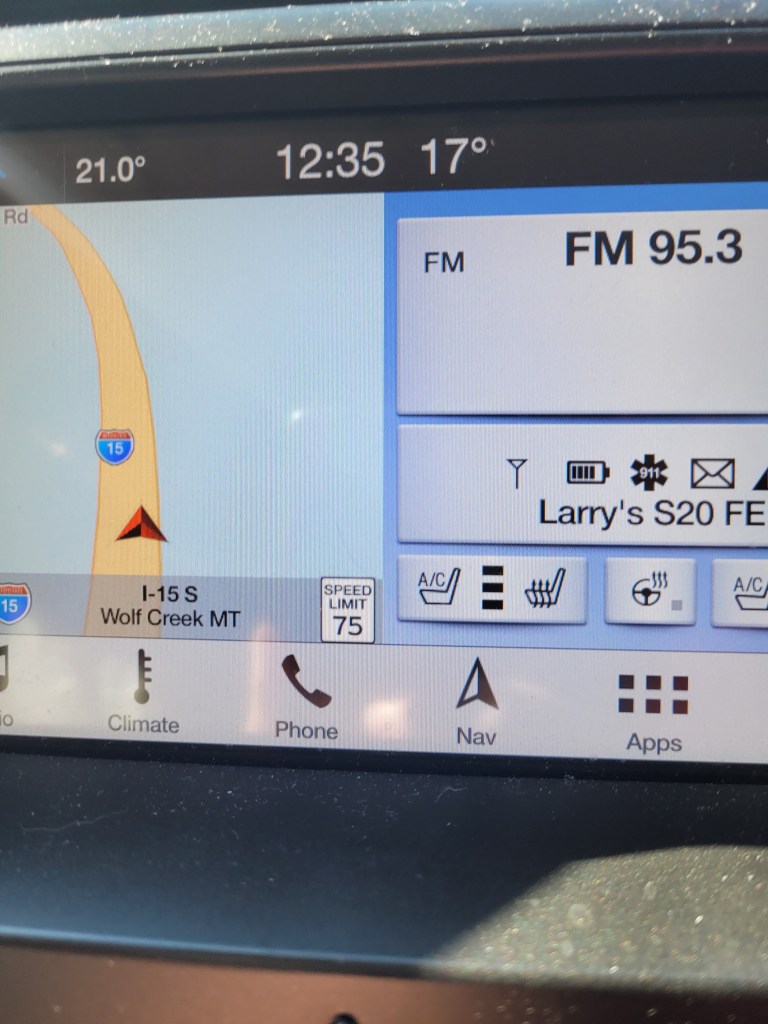 21.0°
12:35
17°
Rd
FM
FM 95.3
15
911
Larry's S20 FE
A/C
A/C
15
I-15 S
Wolf Creek MT
SPEED
LIMIT
75
io
Climate
Phone
Nav
Apps